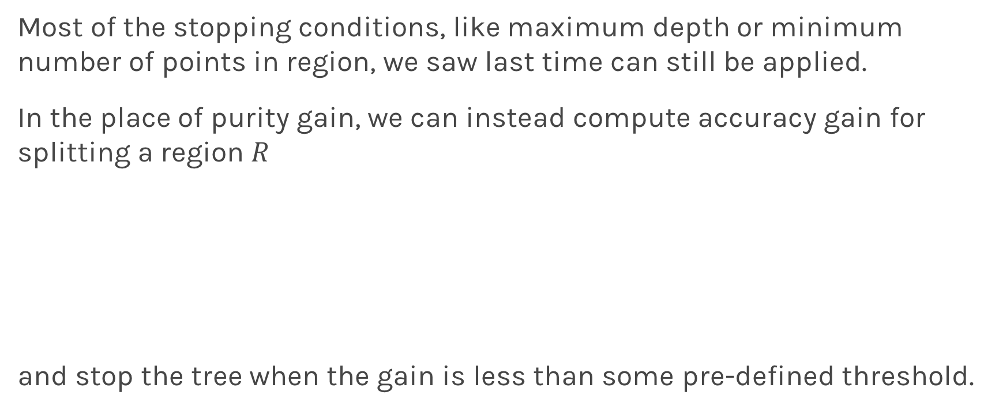 Most of the stopping conditions, like maximum depth or minimum
number of points in region, we saw last time can still be applied.
In the place of purity gain, we can instead compute accuracy gain for
splitting a region R
and stop the tree when the gain is less than some pre-defined threshold.